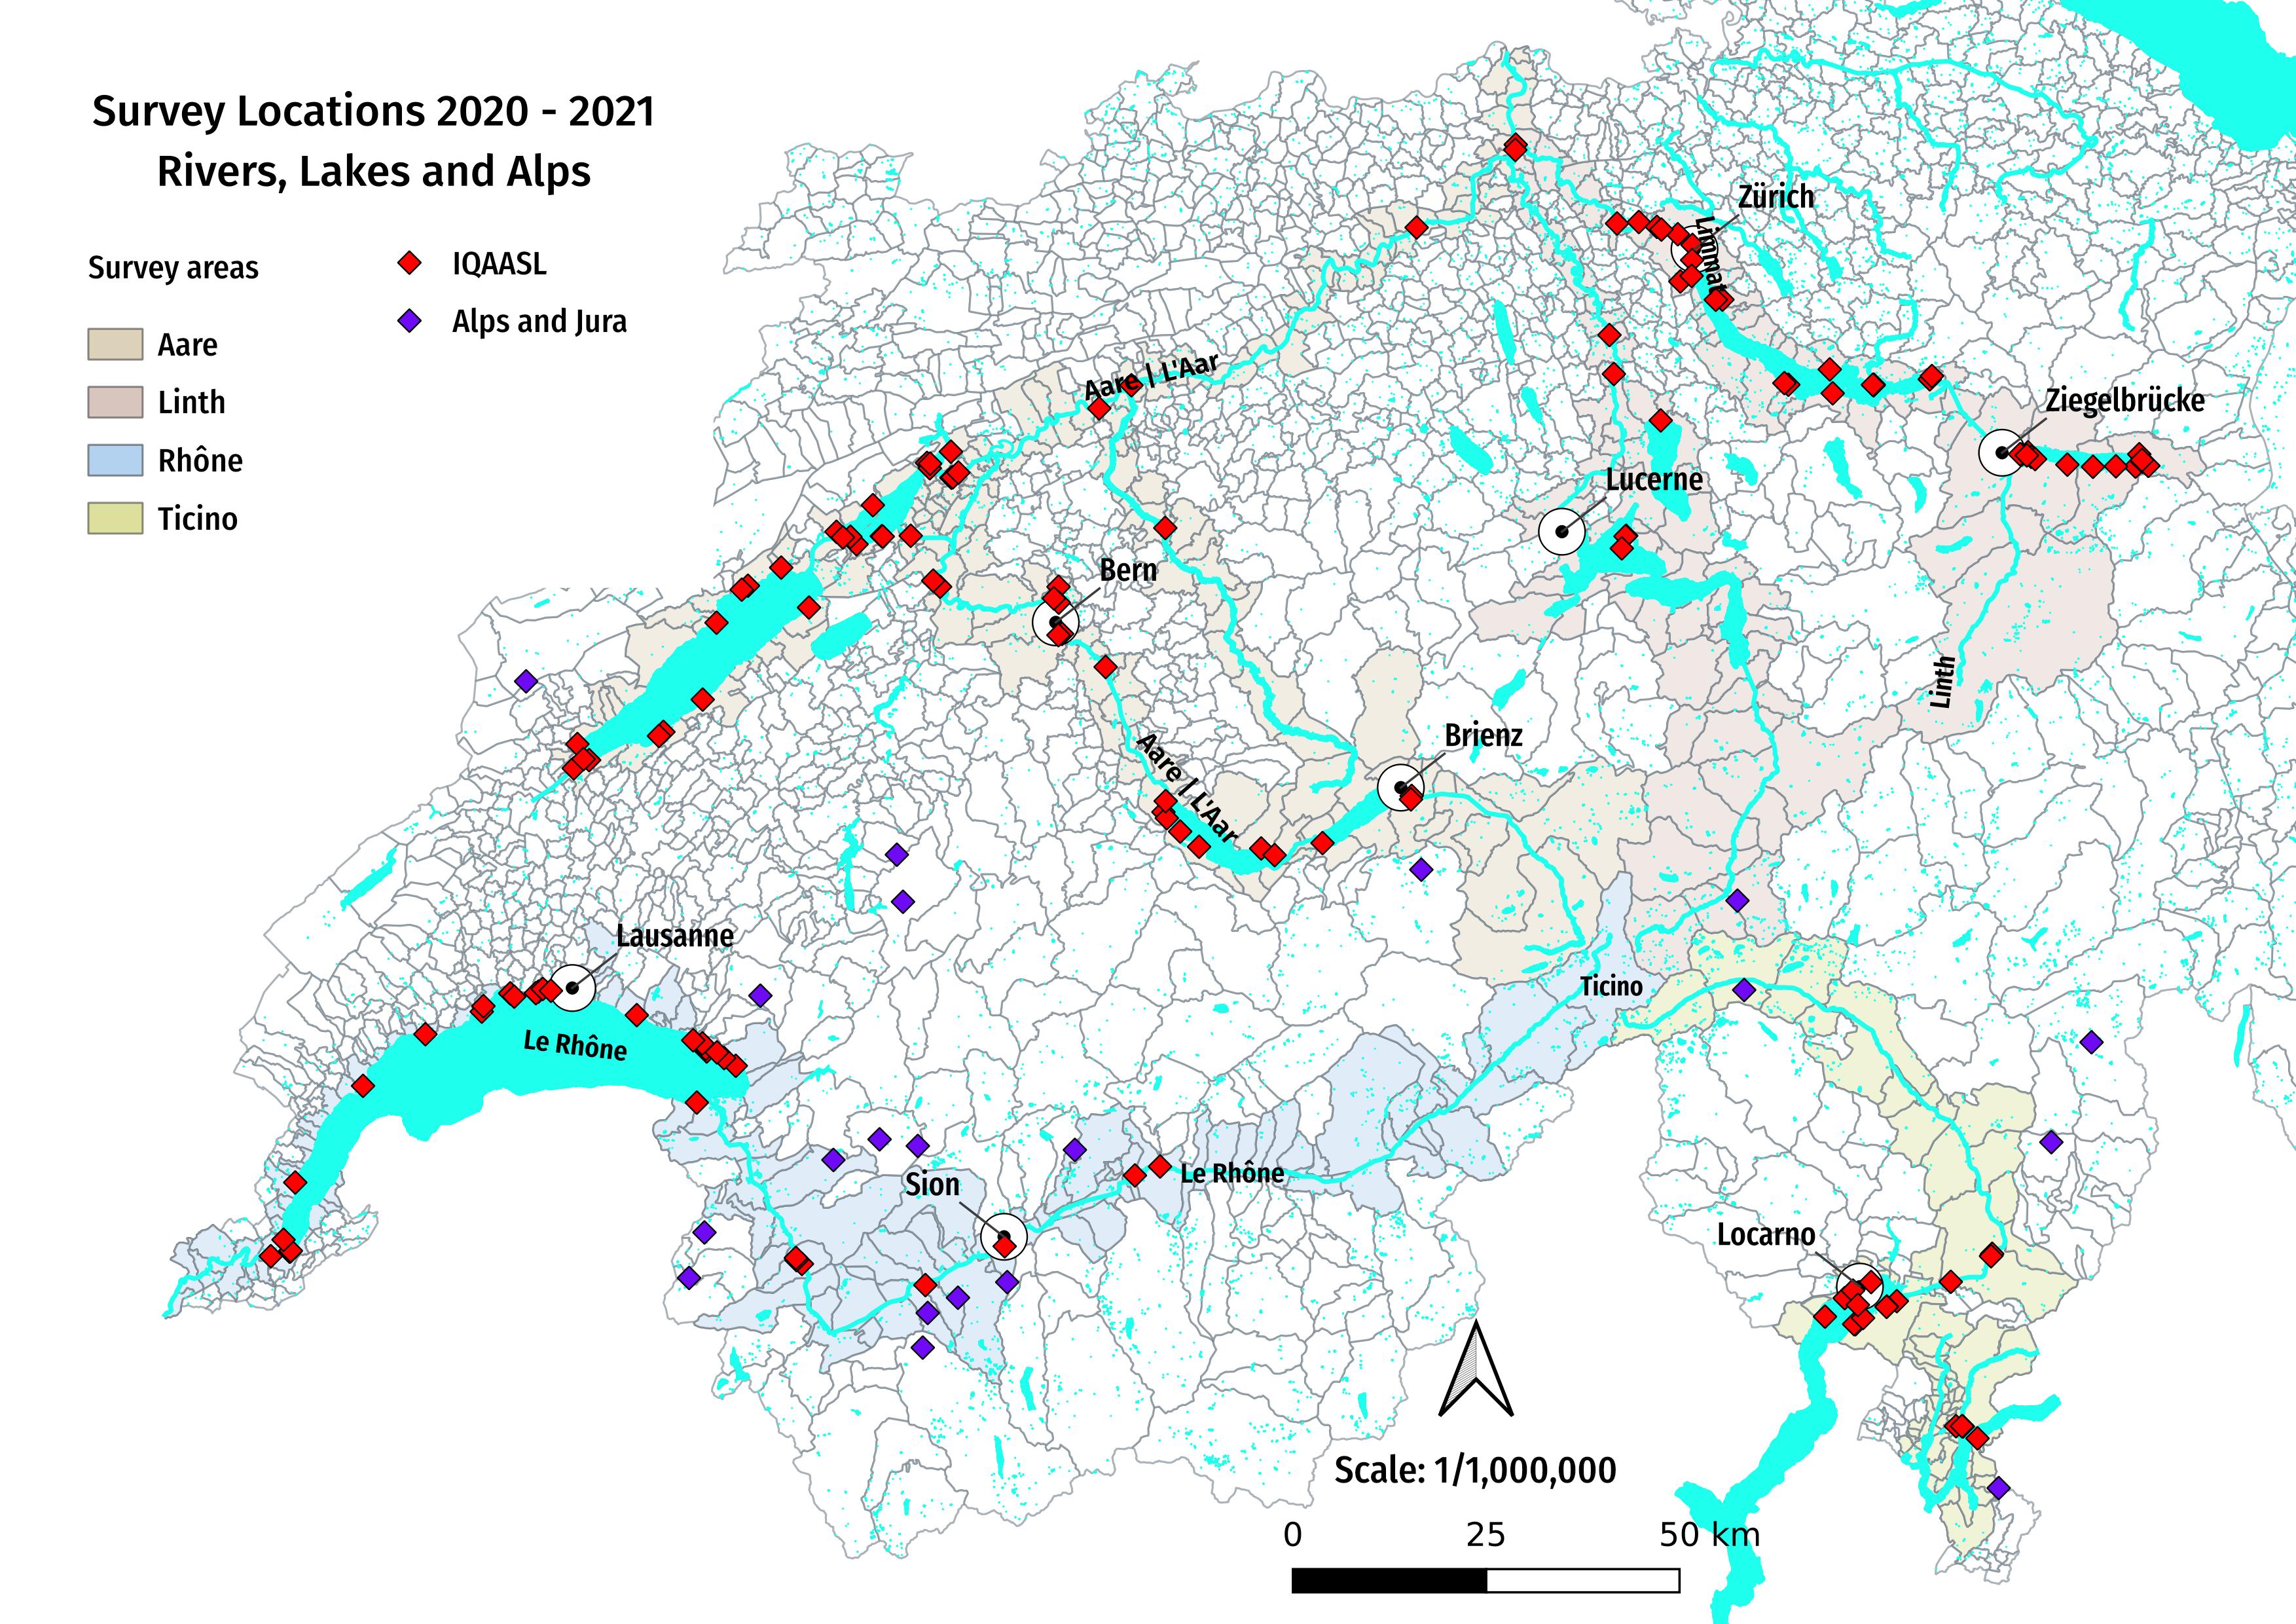 Survey Locations 2020 - 2021
Rivers, Lakes and Alps
Survey areas
Aare
Linth
Rhône
Ticino
IQAASL
Alps and Jura
Zürich
Limmat
Aare | L'Aar
Ziegelbrücke
Lucerne
Bern
Linth
Brienz
Aare | L'Aar
Lausanne
Ticino
Le Rhône
Le Rhône
Sion
Locarno
Scale: 1/1,000,000
0 25 50 km